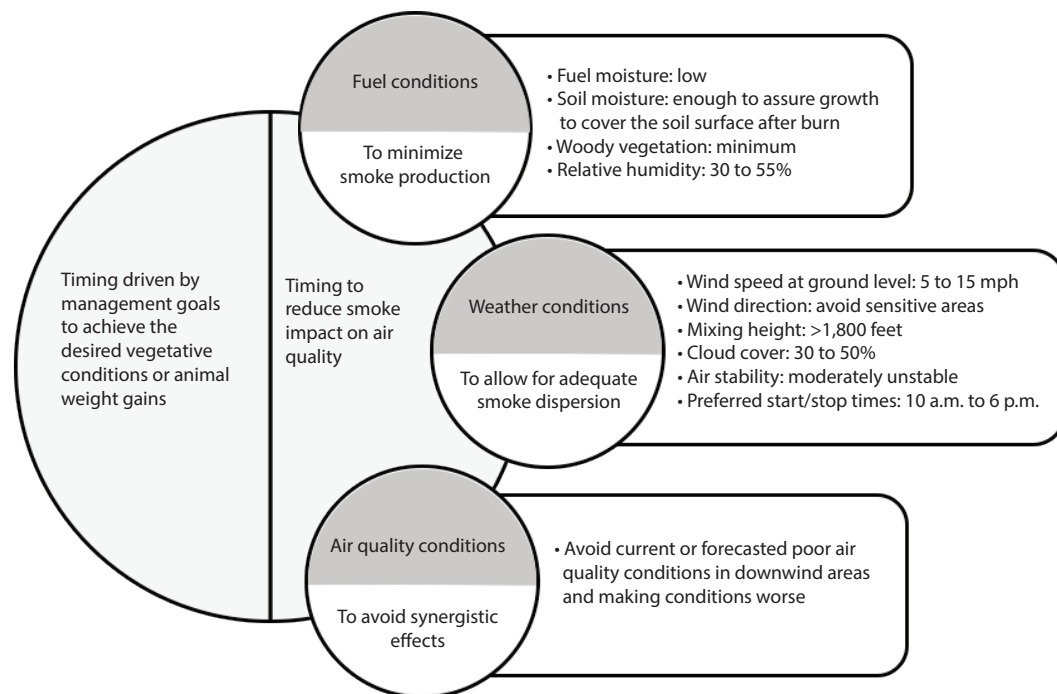 Timing driven by
management goals
to achieve the
desired vegetative
conditions or animal
weight gains
Timing to
reduce smoke
impact on air
quality
Fuel conditions
To minimize
smoke production
• Fuel moisture: low
• Soil moisture: enough to assure growth
to cover the soil surface after burn
• Woody vegetation: minimum
• Relative humidity: 30 to 55%
Weather conditions
To allow for adequate
smoke dispersion
• Wind speed at ground level: 5 to 15 mph
• Wind direction: avoid sensitive areas
• Mixing height: >1,800 feet
• Cloud cover: 30 to 50%
• Air stability: moderately unstable
• Preferred start/stop times: 10 a.m. to 6 p.m.
Air quality conditions
To avoid synergistic
effects
• Avoid current or forecasted poor air
quality conditions in downwind areas
and making conditions worse